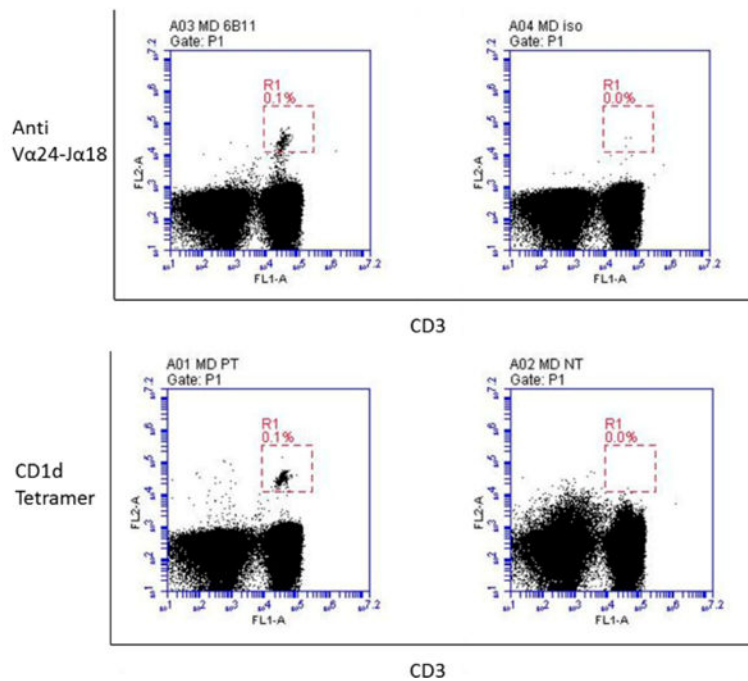 A03 MD 6B11
Gate: P1
R1
0.1%
FL2-A
FL1-A
A04 MD iso
Gate: P1
R1
0.0%
FL2-A
FL1-A
Anti
Vα24-Jα18
CD3
A01 MD PT
Gate: P1
R1
0.1%
FL2-A
FL1-A
A02 MD NT
Gate: P1
R1
0.0%
FL2-A
FL1-A
CD1d
Tetramer
CD3